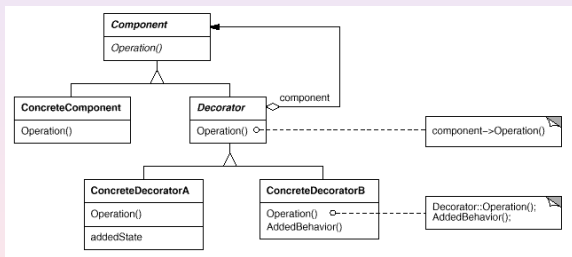 Component
Operation()
component
ConcreteComponent
Operation()
Decorator
Operation()
component->Operation()
ConcreteDecoratorA
Operation()
addedState
ConcreteDecoratorB
Operation()
AddedBehavior()
Decorator::Operation();
AddedBehavior();